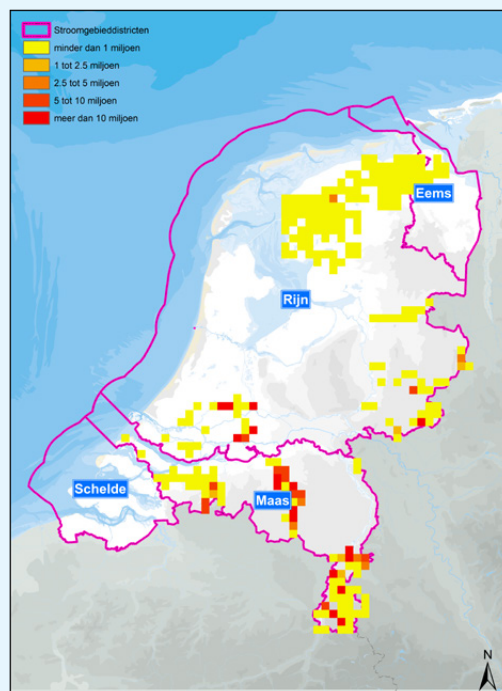 Stroomgebieddistricten
minder dan 1 miljoen
1 tot 2.5 miljoen
2.5 tot 5 miljoen
5 tot 10 miljoen
meer dan 10 miljoen
Eems
Rijn
Schelde
Maas
N